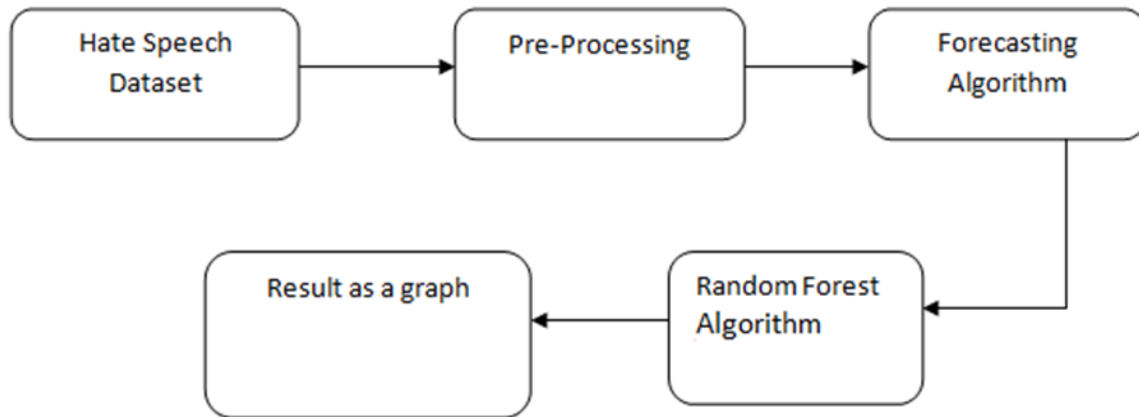 Hate Speech
Dataset
Pre-Processing
Forecasting
Algorithm
Random Forest
Algorithm
Result as a graph